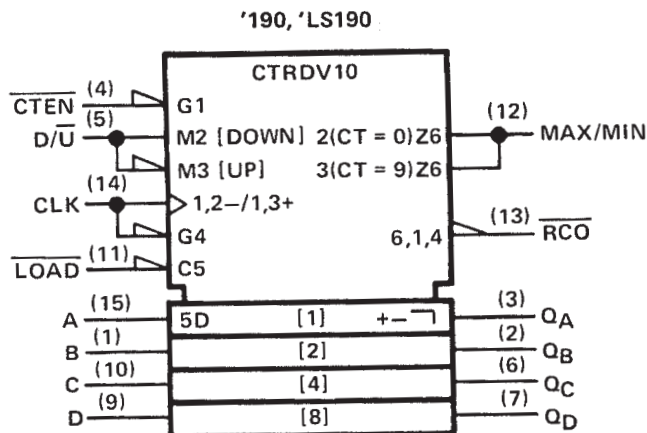 '190, 'LS190
CTRDV10
CTEN (4) G1
D/U (5) M2 [DOWN] 2(CT = 0)Z6 (12) MAX/MIN
M3 [UP] 3(CT = 9)Z6
CLK (14) 1,2−/1,3+
G4 6,1,4 (13) RCO
LOAD (11) C5
A (15) 5D [1] +− (3) QA
B (1) [2] (2) QB
C (10) [4] (6) QC
D (9) [8] (7) QD